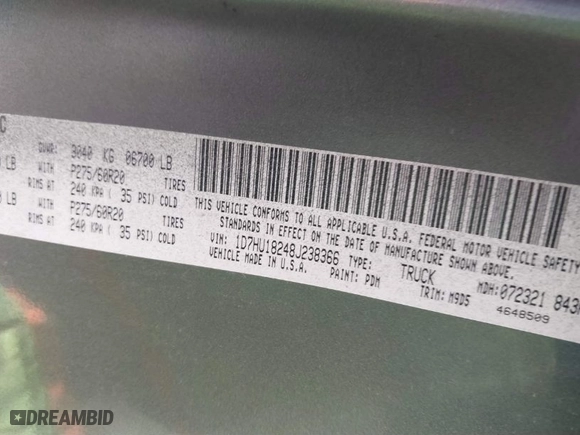 C
GVWR: 3040 KG 06700 LB
LB WITH P275/60R20 TIRES
RIMS AT 240 KPA ( 35 PSI) COLD
LB WITH P275/60R20 TIRES
RIMS AT 240 KPA ( 35 PSI) COLD
THIS VEHICLE CONFORMS TO ALL APPLICABLE U.S.A. FEDERAL MOTOR VEHICLE SAFETY
STANDARDS IN EFFECT ON THE DATE OF MANUFACTURE SHOWN ABOVE.
VIN: 1D7HU18248J238366 TYPE: TRUCK MDH: 072321 843
VEHICLE MADE IN U.S.A. PAINT: PDM TRIM: M9D5
4648509
DREAMBID